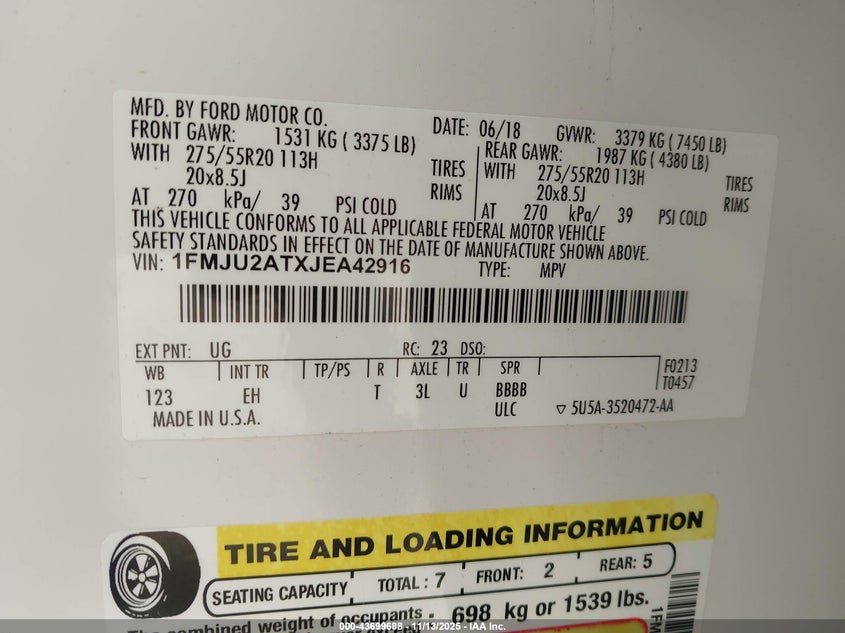 MFD. BY FORD MOTOR CO.
DATE: 06/18 GVWR: 3379 KG ( 7450 LB)
FRONT GAWR: 1531 KG ( 3375 LB) REAR GAWR: 1987 KG ( 4380 LB)
WITH 275/55R20 113H TIRES WITH 275/55R20 113H TIRES
20x8.5J RIMS 20x8.5J RIMS
AT 270 kPa/ 39 PSI COLD AT 270 kPa/ 39 PSI COLD
THIS VEHICLE CONFORMS TO ALL APPLICABLE FEDERAL MOTOR VEHICLE
SAFETY STANDARDS IN EFFECT ON THE DATE OF MANUFACTURE SHOWN ABOVE.
VIN: 1FMJU2ATXJEA42916 TYPE: MPV
EXT PNT: UG RC: 23 DSO:
WB INT TR TP/PS R AXLE TR SPR F0213
123 EH T 3L U BBBB T0457
ULC ▽ 5U5A-3520472-AA
MADE IN U.S.A.
TIRE AND LOADING INFORMATION
SEATING CAPACITY TOTAL : 7 FRONT: 2 REAR: 5
The combined weight of occupants 698 kg or 1539 lbs.
1FM
000-43699688 - 11/13/2025 - IAA Inc.